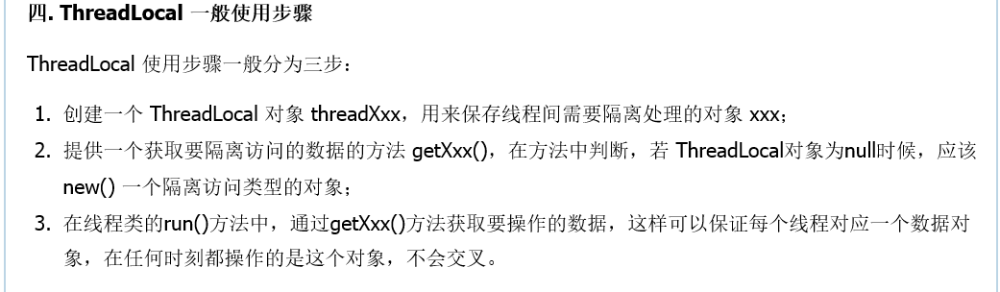 四. ThreadLocal 一般使用步骤
ThreadLocal 使用步骤一般分为三步：
1. 创建一个 ThreadLocal 对象 threadXxx，用来保存线程间需要隔离处理的对象 xxx；
2. 提供一个获取要隔离访问的数据的方法 getXxx()，在方法中判断，若 ThreadLocal对象为null时候，应该
new() 一个隔离访问类型的对象；
3. 在线程类的run()方法中，通过getXxx()方法获取要操作的数据，这样可以保证每个线程对应一个数据对
象，在任何时刻都操作的是这个对象，不会交叉。